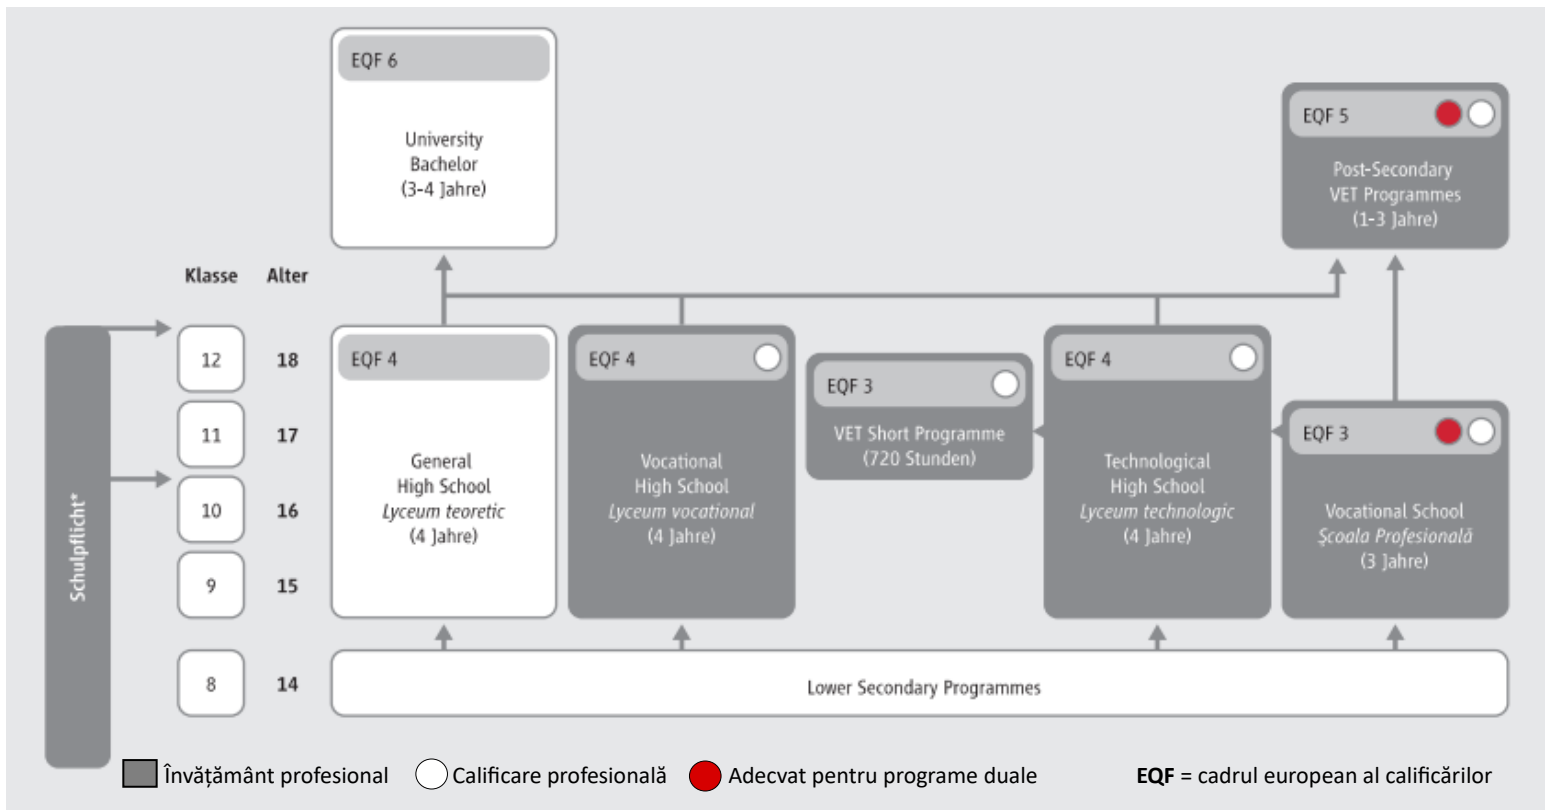 EQF 6
University
Bachelor
(3-4 Jahre)
EQF 5
Post-Secondary
VET Programmes
(1-3 Jahre)
Klasse Alter
Schulpflicht*
12 18
11 17
10 16
9 15
8 14
EQF 4
General
High School
Lyceum teoretic
(4 Jahre)
EQF 4
Vocational
High School
Lyceum vocational
(4 Jahre)
EQF 3
VET Short Programme
(720 Stunden)
EQF 4
Technological
High School
Lyceum technologic
(4 Jahre)
EQF 3
Vocational School
Şcoala Profesională
(3 Jahre)
Lower Secondary Programmes
Învățământ profesional Calificare profesională Adecvat pentru programe duale EQF = cadrul european al calificărilor